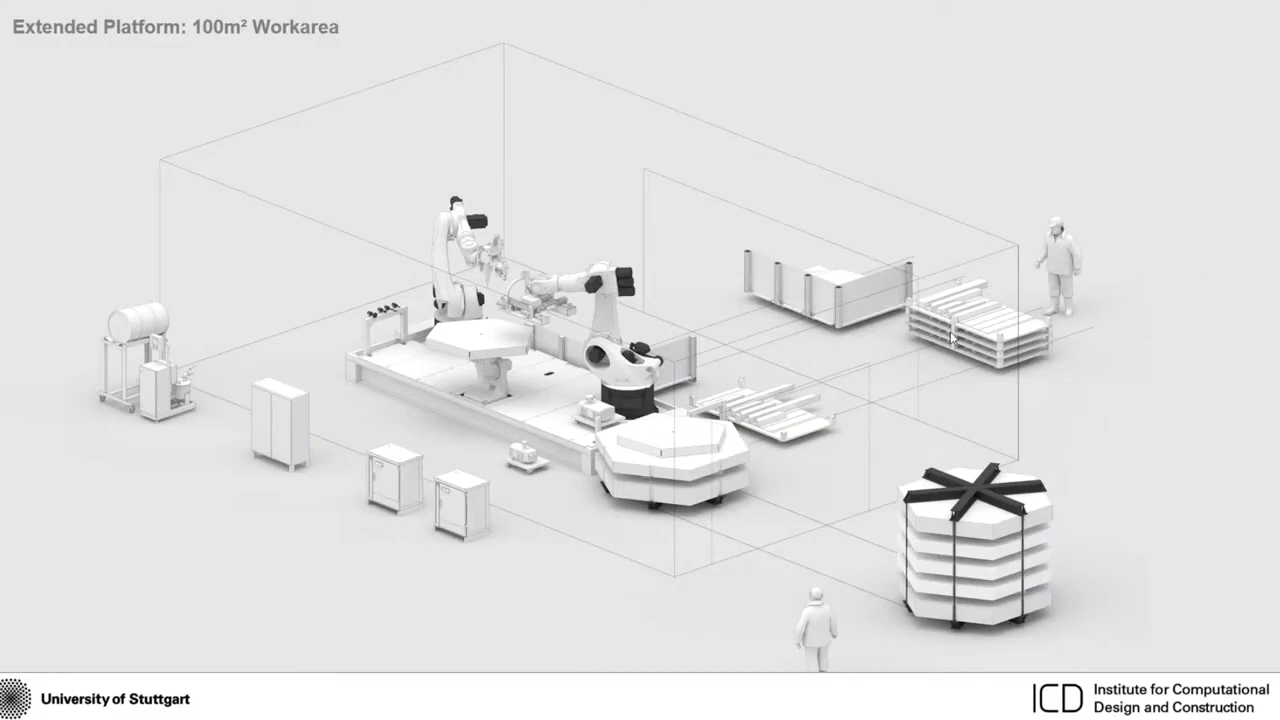 Extended Platform: 100m² Workarea
University of Stuttgart
ICD
Institute for Computational
Design and Construction